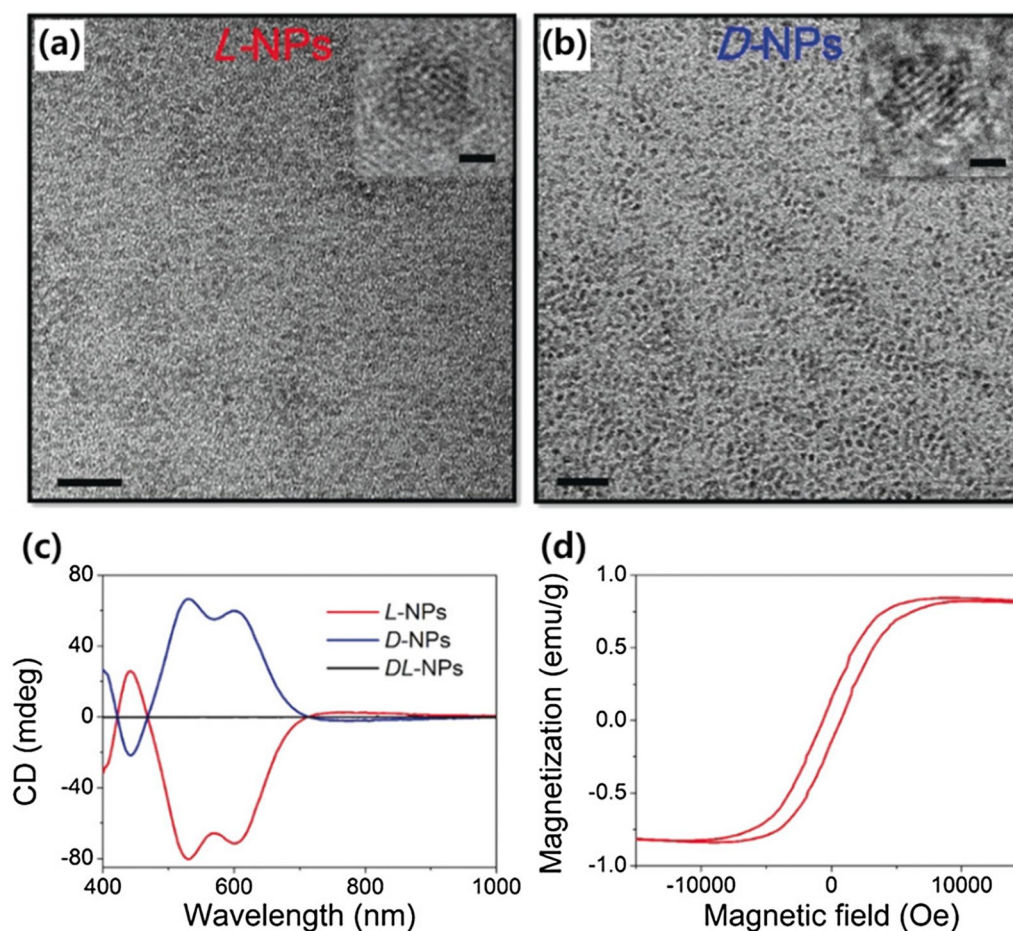 (a)
L-NPs
(b)
D-NPs
(c)
80
40
0
-40
-80
CD (mdeg)
400
600
800
1000
Wavelength (nm)
L-NPs
D-NPs
DL-NPs
(d)
1.0
0.5
0.0
-0.5
-1.0
Magnetization (emu/g)
-10000
0
10000
Magnetic field (Oe)